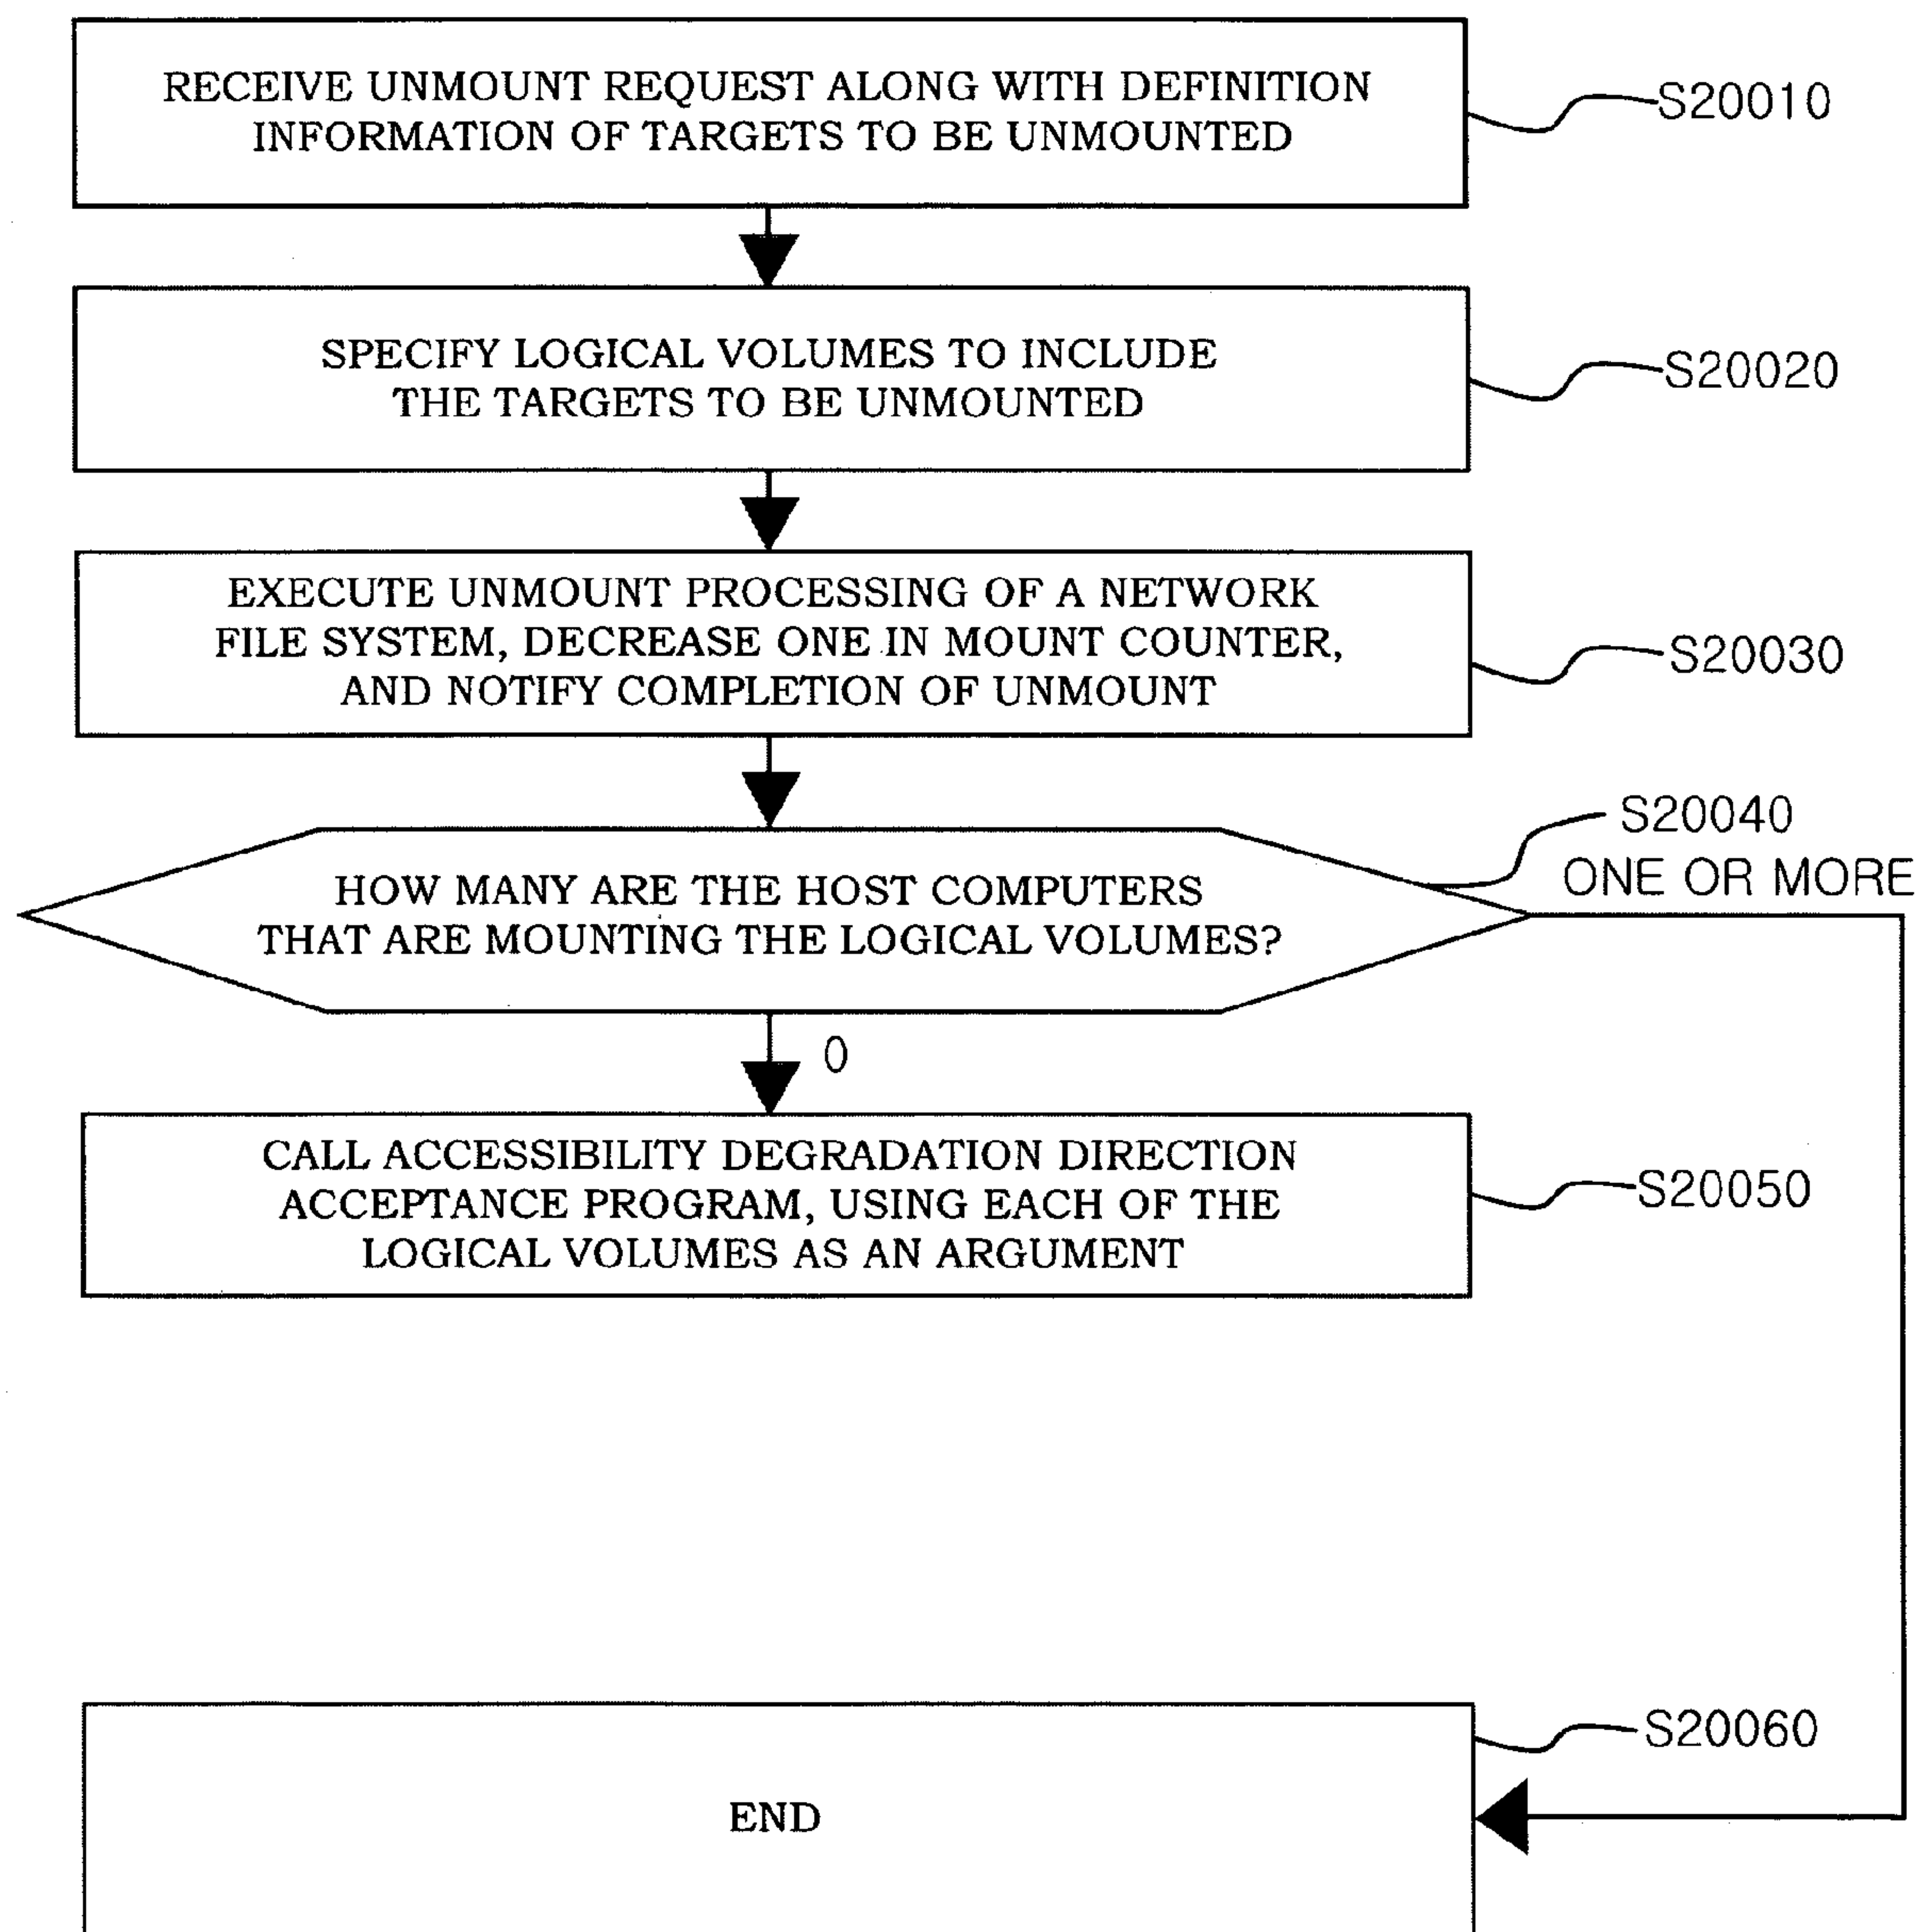 RECEIVE UNMOUNT REQUEST ALONG WITH DEFINITION
INFORMATION OF TARGETS TO BE UNMOUNTED
S20010
SPECIFY LOGICAL VOLUMES TO INCLUDE
THE TARGETS TO BE UNMOUNTED
S20020
EXECUTE UNMOUNT PROCESSING OF A NETWORK
FILE SYSTEM, DECREASE ONE IN MOUNT COUNTER,
AND NOTIFY COMPLETION OF UNMOUNT
S20030
S20040
ONE OR MORE
HOW MANY ARE THE HOST COMPUTERS
THAT ARE MOUNTING THE LOGICAL VOLUMES?
0
CALL ACCESSIBILITY DEGRADATION DIRECTION
ACCEPTANCE PROGRAM, USING EACH OF THE
LOGICAL VOLUMES AS AN ARGUMENT
S20050
S20060
END